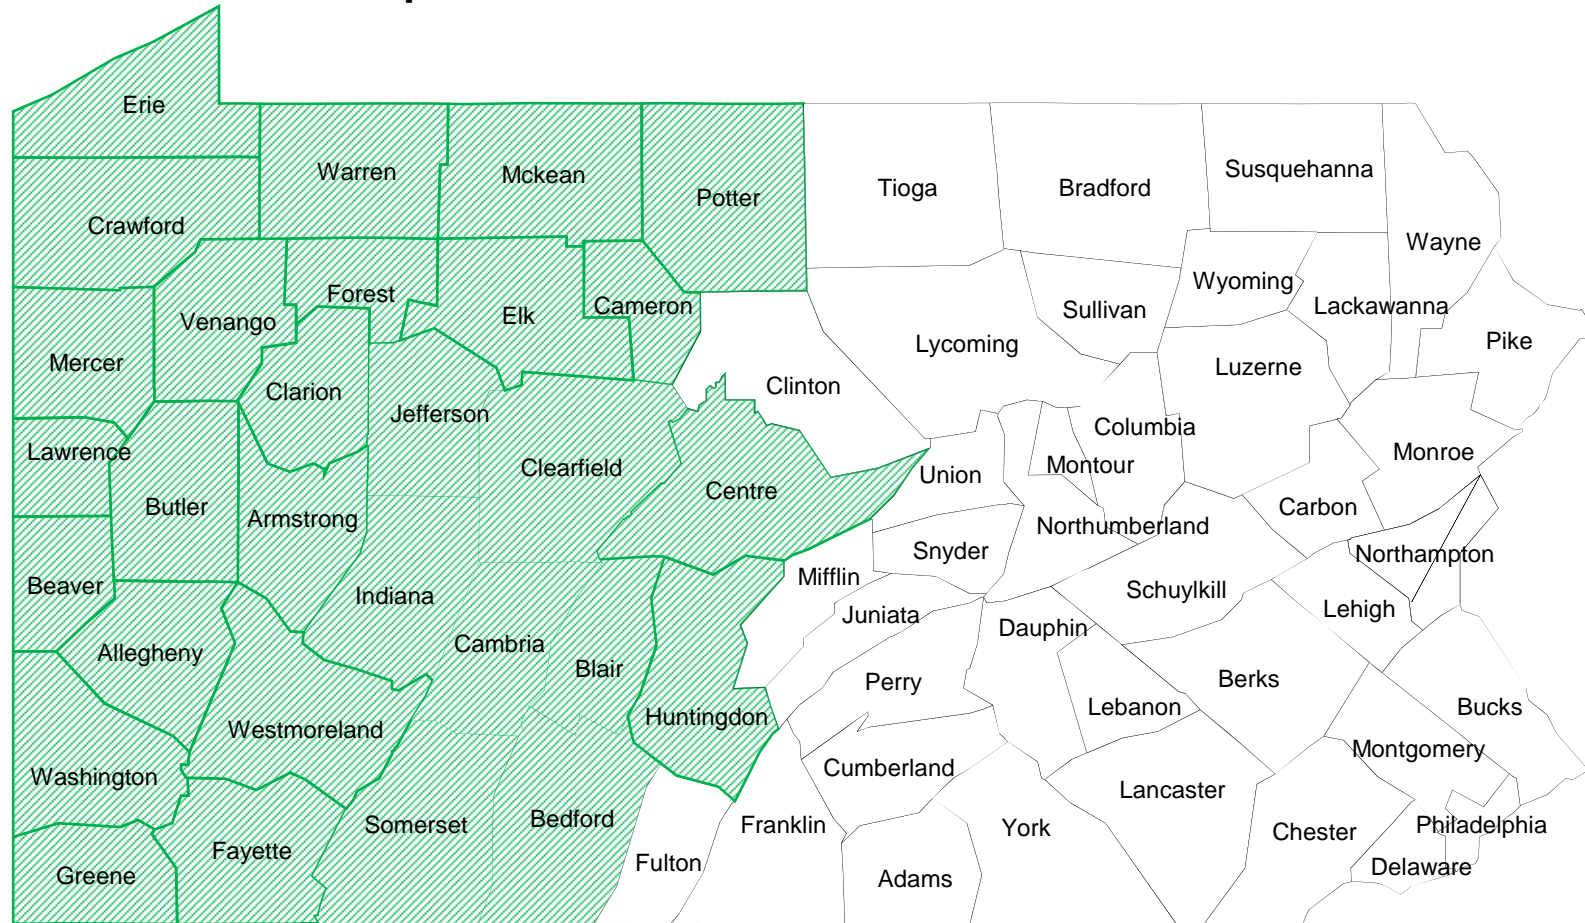 Erie
Warren
Mckean
Potter
Tioga
Bradford
Susquehanna
Crawford
Wayne
Wyoming
Forest
Cameron
Lackawanna
Venango
Elk
Sullivan
Lycoming
Pike
Mercer
Luzerne
Clarion
Clinton
Jefferson
Columbia
Lawrence
Monroe
Clearfield
Montour
Union
Centre
Butler
Carbon
Armstrong
Northumberland
Snyder
Northampton
Beaver
Mifflin
Indiana
Schuylkill
Lehigh
Juniata
Dauphin
Cambria
Allegheny
Blair
Perry
Berks
Huntingdon
Lebanon
Bucks
Westmoreland
Montgomery
Cumberland
Washington
Lancaster
Bedford
Somerset
Franklin
York
Philadelphia
Chester
Fayette
Fulton
Delaware
Greene
Adams